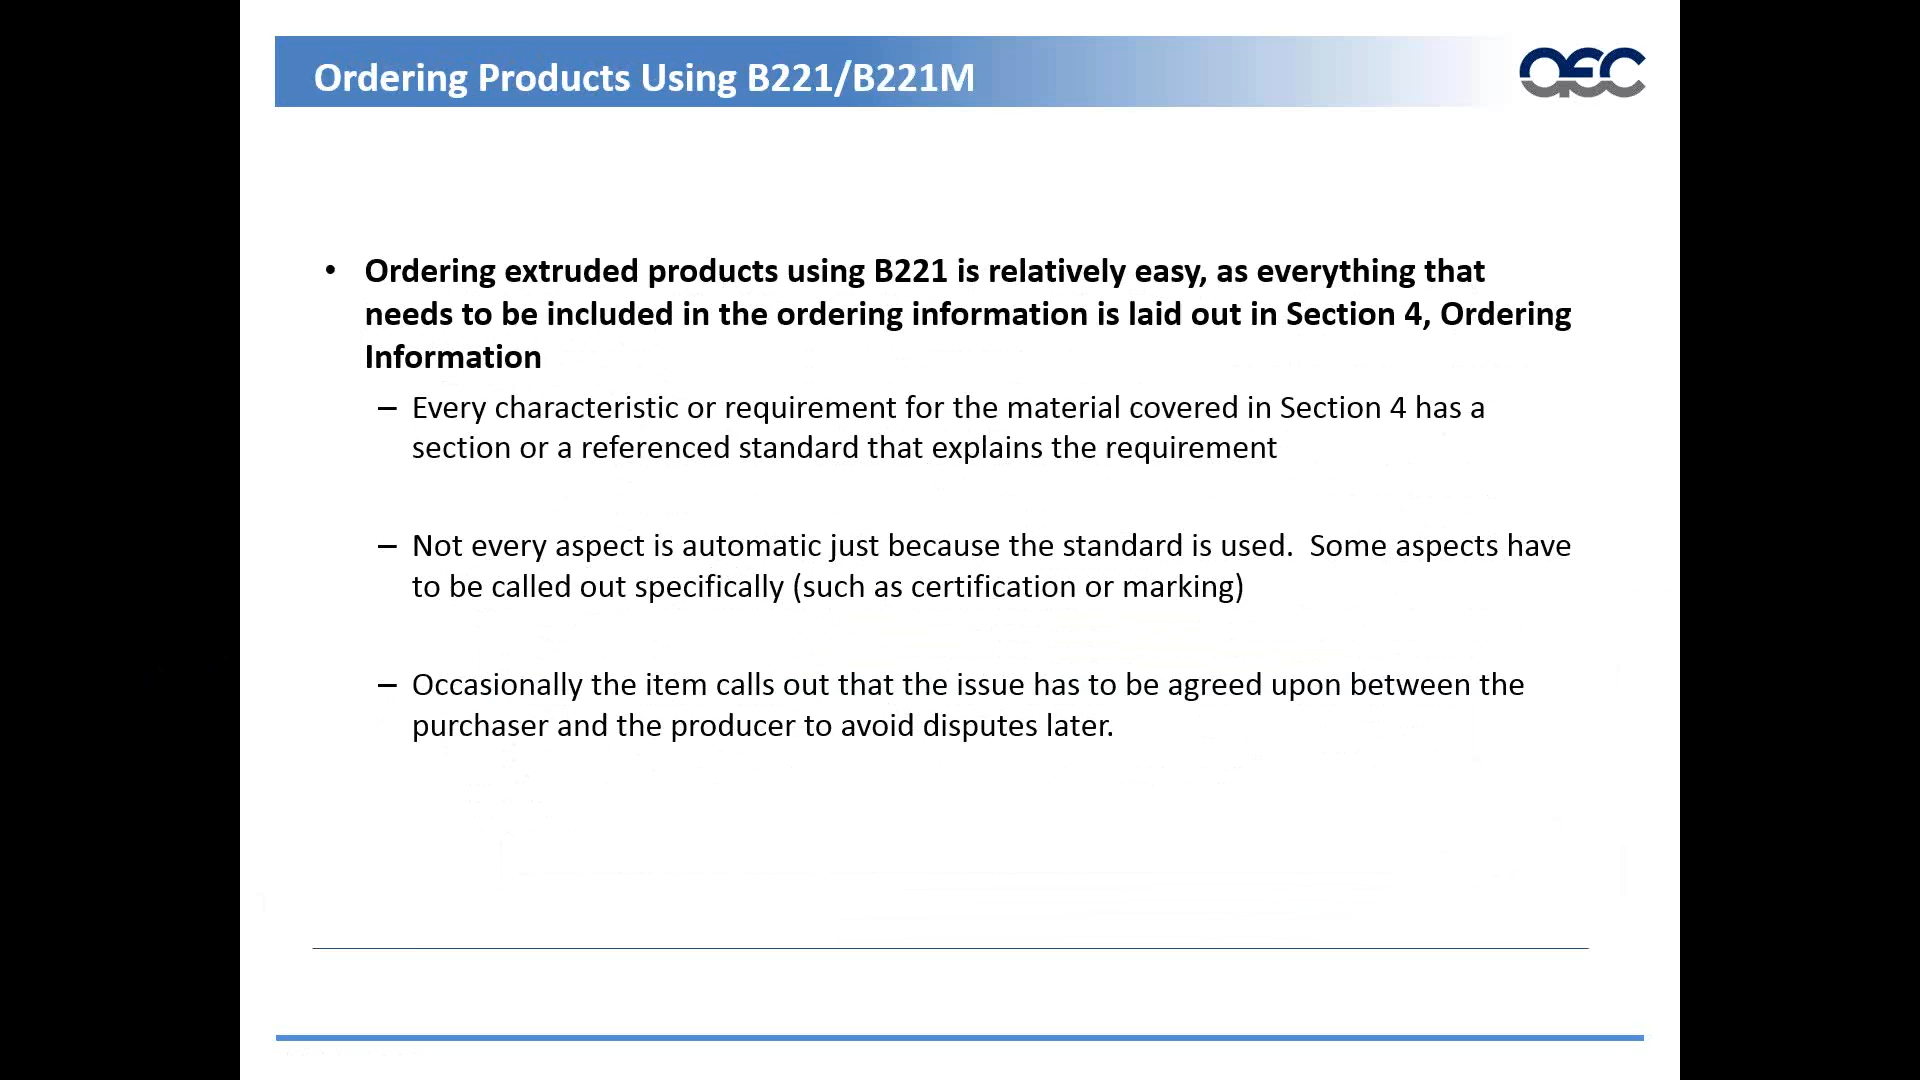 Ordering Products Using B221/B221M
AEC
• Ordering extruded products using B221 is relatively easy, as everything that
needs to be included in the ordering information is laid out in Section 4, Ordering
Information
– Every characteristic or requirement for the material covered in Section 4 has a
section or a referenced standard that explains the requirement
– Not every aspect is automatic just because the standard is used.  Some aspects have
to be called out specifically (such as certification or marking)
– Occasionally the item calls out that the issue has to be agreed upon between the
purchaser and the producer to avoid disputes later.